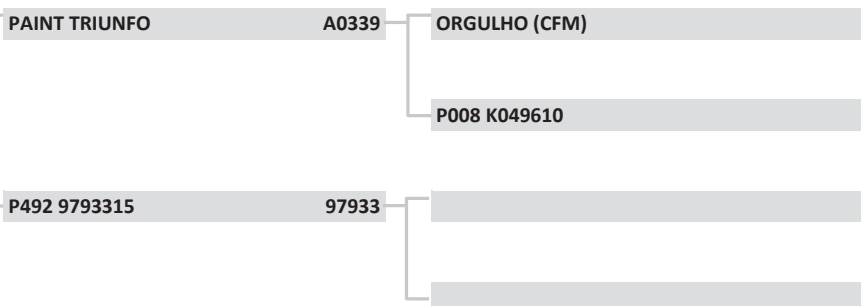 PAINT TRIUNFO A0339 ORGULHO (CFM)
P008 K049610
P492 9793315 97933